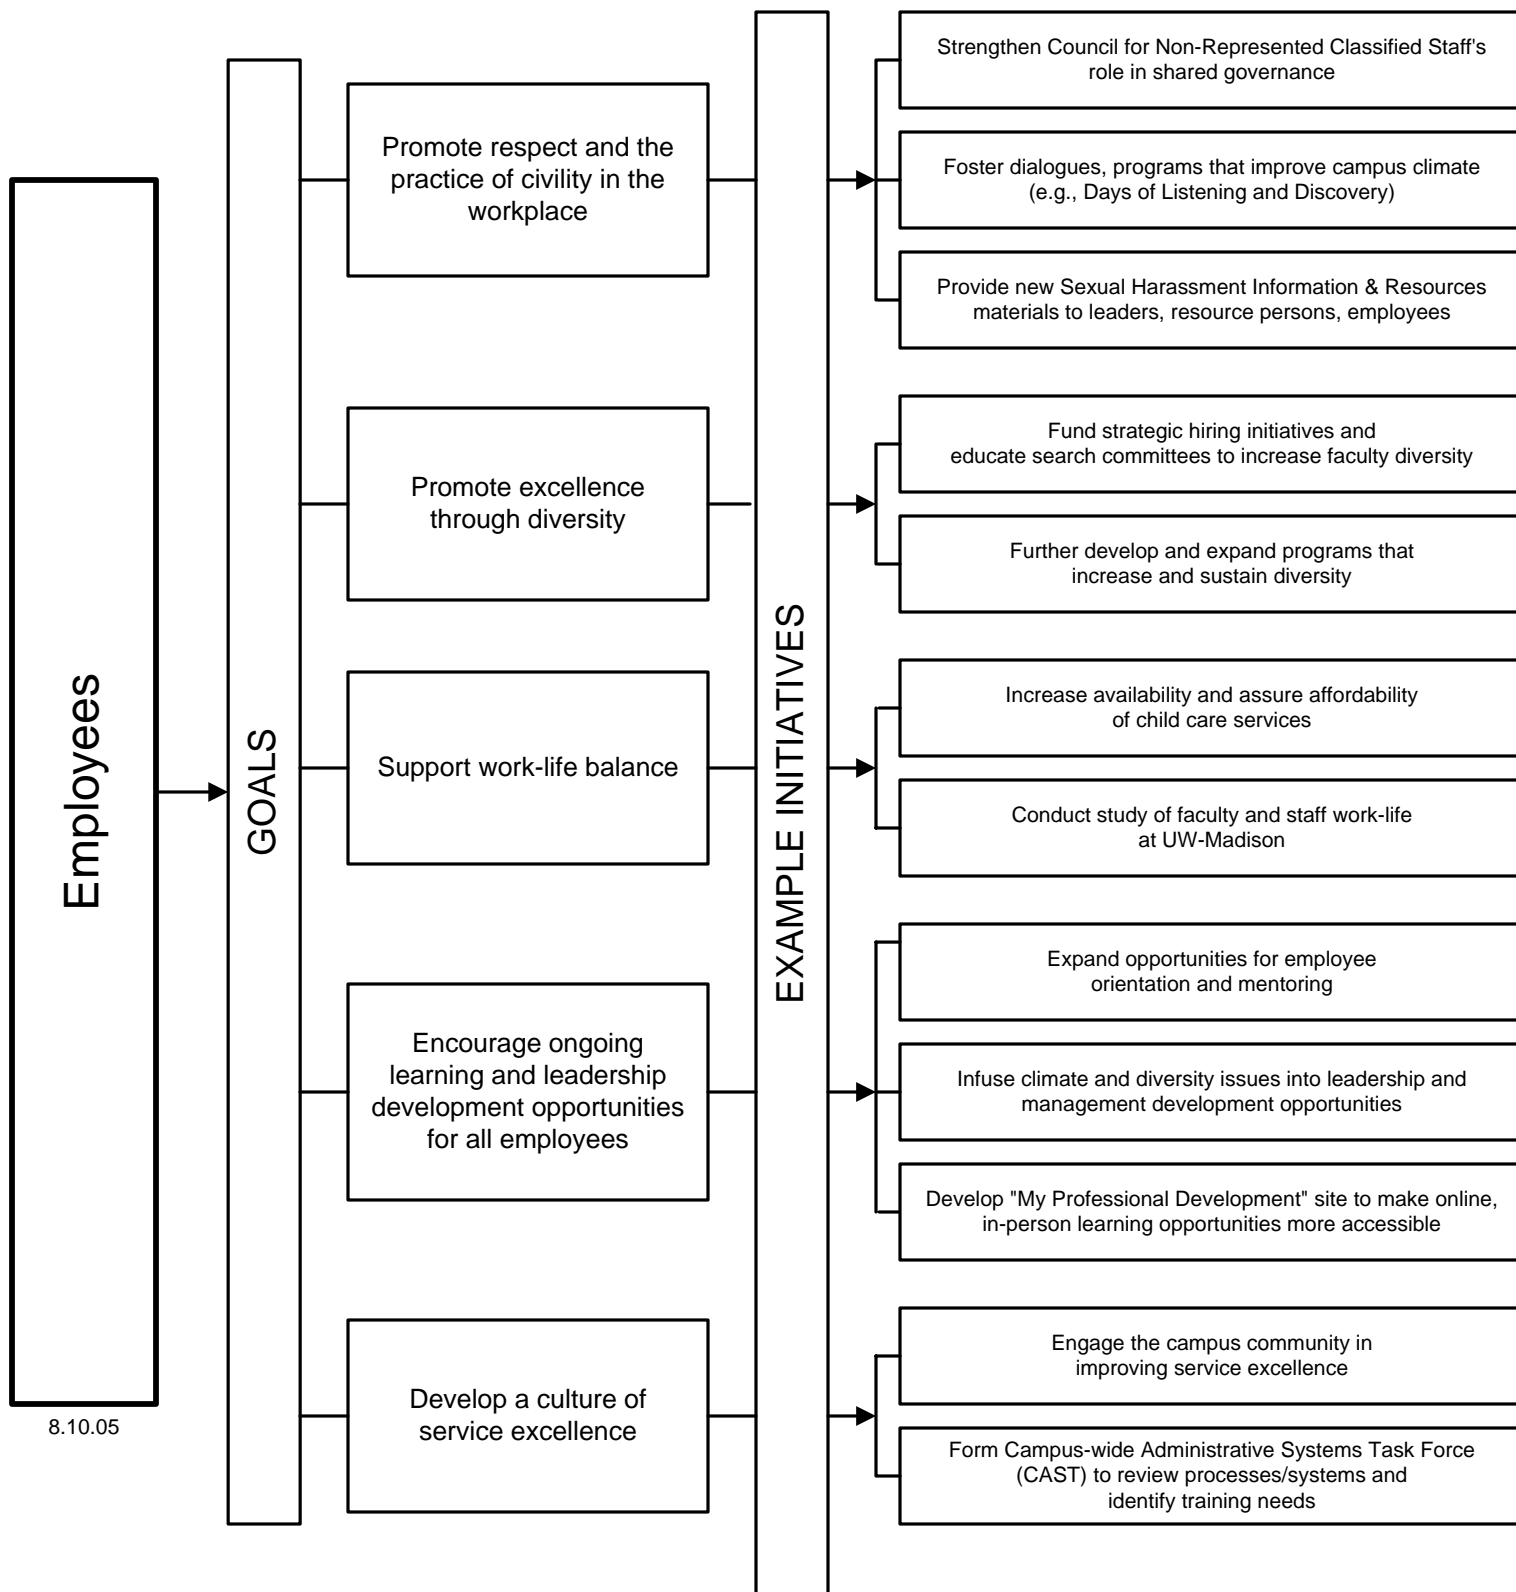 Employees
8.10.05
GOALS
Promote respect and the
practice of civility in the
workplace
Promote excellence
through diversity
Support work-life balance
Encourage ongoing
learning and leadership
development opportunities
for all employees
Develop a culture of
service excellence
EXAMPLE INITIATIVES
Strengthen Council for Non-Represented Classified Staff's
role in shared governance
Foster dialogues, programs that improve campus climate
(e.g., Days of Listening and Discovery)
Provide new Sexual Harassment Information & Resources
materials to leaders, resource persons, employees
Fund strategic hiring initiatives and
educate search committees to increase faculty diversity
Further develop and expand programs that
increase and sustain diversity
Increase availability and assure affordability
of child care services
Conduct study of faculty and staff work-life
at UW-Madison
Expand opportunities for employee
orientation and mentoring
Infuse climate and diversity issues into leadership and
management development opportunities
Develop "My Professional Development" site to make online,
in-person learning opportunities more accessible
Engage the campus community in
improving service excellence
Form Campus-wide Administrative Systems Task Force
(CAST) to review processes/systems and
identify training needs